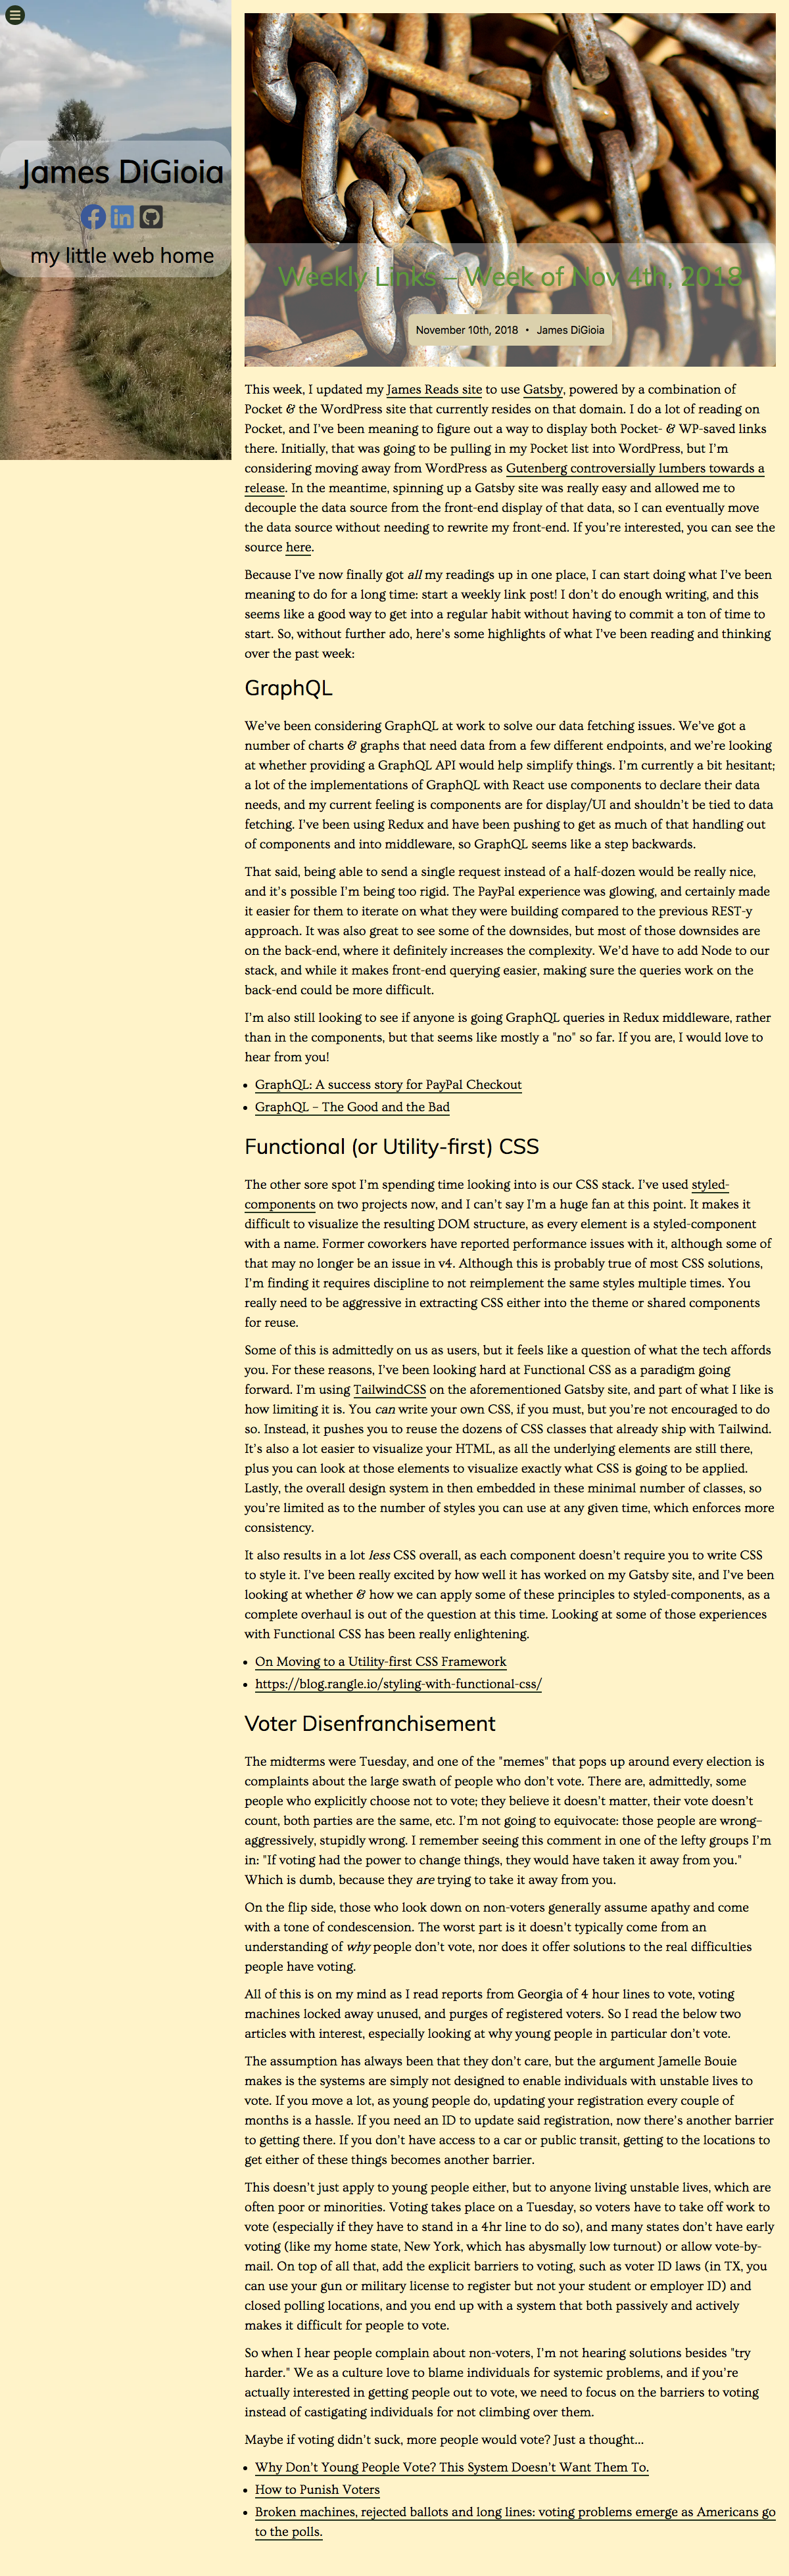 James DiGioia
my little web home
Weekly Links – Week of Nov 4th, 2018
November 10th, 2018 • James DiGioia
This week, I updated my James Reads site to use Gatsby, powered by a combination of
Pocket & the WordPress site that currently resides on that domain. I do a lot of reading on
Pocket, and I've been meaning to figure out a way to display both Pocket- & WP-saved links
there. Initially, that was going to be pulling in my Pocket list into WordPress, but I'm
considering moving away from WordPress as Gutenberg controversially lumbers towards a
release. In the meantime, spinning up a Gatsby site was really easy and allowed me to
decouple the data source from the front-end display of that data, so I can eventually move
the data source without needing to rewrite my front-end. If you're interested, you can see the
source here.
Because I've now finally got all my readings up in one place, I can start doing what I've been
meaning to do for a long time: start a weekly link post! I don't do enough writing, and this
seems like a good way to get into a regular habit without having to commit a ton of time to
start. So, without further ado, here's some highlights of what I've been reading and thinking
over the past week:
GraphQL
We've been considering GraphQL at work to solve our data fetching issues. We've got a
number of charts & graphs that need data from a few different endpoints, and we're looking
at whether providing a GraphQL API would help simplify things. I'm currently a bit hesitant;
a lot of the implementations of GraphQL with React use components to declare their data
needs, and my current feeling is components are for display/UI and shouldn't be tied to data
fetching. I've been using Redux and have been pushing to get as much of that handling out
of components and into middleware, so GraphQL seems like a step backwards.
That said, being able to send a single request instead of a half-dozen would be really nice,
and it's possible I'm being too rigid. The PayPal experience was glowing, and certainly made
it easier for them to iterate on what they were building compared to the previous REST-y
approach. It was also great to see some of the downsides, but most of those downsides are
on the back-end, where it definitely increases the complexity. We'd have to add Node to our
stack, and while it makes front-end querying easier, making sure the queries work on the
back-end could be more difficult.
I'm also still looking to see if anyone is going GraphQL queries in Redux middleware, rather
than in the components, but that seems like mostly a "no" so far. If you are, I would love to
hear from you!
• GraphQL: A success story for PayPal Checkout
• GraphQL – The Good and the Bad
Functional (or Utility-first) CSS
The other sore spot I'm spending time looking into is our CSS stack. I've used styled-
components on two projects now, and I can't say I'm a huge fan at this point. It makes it
difficult to visualize the resulting DOM structure, as every element is a styled-component
with a name. Former coworkers have reported performance issues with it, although some of
that may no longer be an issue in v4. Although this is probably true of most CSS solutions,
I'm finding it requires discipline to not reimplement the same styles multiple times. You
really need to be aggressive in extracting CSS either into the theme or shared components
for reuse.
Some of this is admittedly on us as users, but it feels like a question of what the tech affords
you. For these reasons, I've been looking hard at Functional CSS as a paradigm going
forward. I'm using TailwindCSS on the aforementioned Gatsby site, and part of what I like is
how limiting it is. You can write your own CSS, if you must, but you're not encouraged to do
so. Instead, it pushes you to reuse the dozens of CSS classes that already ship with Tailwind.
It's also a lot easier to visualize your HTML, as all the underlying elements are still there,
plus you can look at those elements to visualize exactly what CSS is going to be applied.
Lastly, the overall design system in then embedded in these minimal number of classes, so
you're limited as to the number of styles you can use at any given time, which enforces more
consistency.
It also results in a lot less CSS overall, as each component doesn't require you to write CSS
to style it. I've been really excited by how well it has worked on my Gatsby site, and I've been
looking at whether & how we can apply some of these principles to styled-components, as a
complete overhaul is out of the question at this time. Looking at some of those experiences
with Functional CSS has been really enlightening.
• On Moving to a Utility-first CSS Framework
• https://blog.rangle.io/styling-with-functional-css/
Voter Disenfranchisement
The midterms were Tuesday, and one of the "memes" that pops up around every election is
complaints about the large swath of people who don't vote. There are, admittedly, some
people who explicitly choose not to vote; they believe it doesn't matter, their vote doesn't
count, both parties are the same, etc. I'm not going to equivocate: those people are wrong–
aggressively, stupidly wrong. I remember seeing this comment in one of the lefty groups I'm
in: "If voting had the power to change things, they would have taken it away from you."
Which is dumb, because they are trying to take it away from you.
On the flip side, those who look down on non-voters generally assume apathy and come
with a tone of condescension. The worst part is it doesn't typically come from an
understanding of why people don't vote, nor does it offer solutions to the real difficulties
people have voting.
All of this is on my mind as I read reports from Georgia of 4 hour lines to vote, voting
machines locked away unused, and purges of registered voters. So I read the below two
articles with interest, especially looking at why young people in particular don't vote.
The assumption has always been that they don't care, but the argument Jamelle Bouie
makes is the systems are simply not designed to enable individuals with unstable lives to
vote. If you move a lot, as young people do, updating your registration every couple of
months is a hassle. If you need an ID to update said registration, now there's another barrier
to getting there. If you don't have access to a car or public transit, getting to the locations to
get either of these things becomes another barrier.
This doesn't just apply to young people either, but to anyone living unstable lives, which are
often poor or minorities. Voting takes place on a Tuesday, so voters have to take off work to
vote (especially if they have to stand in a 4hr line to do so), and many states don't have early
voting (like my home state, New York, which has abysmally low turnout) or allow vote-by-
mail. On top of all that, add the explicit barriers to voting, such as voter ID laws (in TX, you
can use your gun or military license to register but not your student or employer ID) and
closed polling locations, and you end up with a system that both passively and actively
makes it difficult for people to vote.
So when I hear people complain about non-voters, I'm not hearing solutions besides "try
harder." We as a culture love to blame individuals for systemic problems, and if you're
actually interested in getting people out to vote, we need to focus on the barriers to voting
instead of castigating individuals for not climbing over them.
Maybe if voting didn't suck, more people would vote? Just a thought...
• Why Don't Young People Vote? This System Doesn't Want Them To.
• How to Punish Voters
• Broken machines, rejected ballots and long lines: voting problems emerge as Americans go
to the polls.